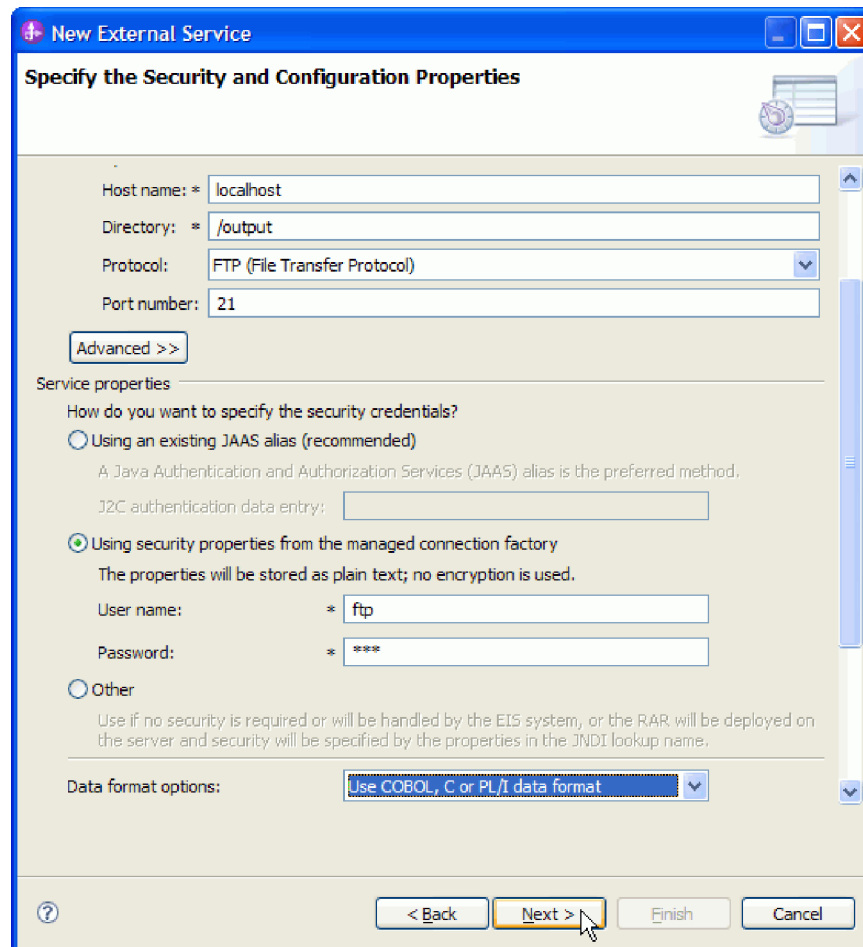 New External Service
Specify the Security and Configuration Properties
Host name: * localhost
Directory: * /output
Protocol: FTP (File Transfer Protocol)
Port number: 21
Advanced >>
Service properties
How do you want to specify the security credentials?
Using an existing JAAS alias (recommended)
A Java Authentication and Authorization Services (JAAS) alias is the preferred method.
J2C authentication data entry:
Using security properties from the managed connection factory
The properties will be stored as plain text; no encryption is used.
User name: * ftp
Password: * ***
Other
Use if no security is required or will be handled by the EIS system, or the RAR will be deployed on
the server and security will be specified by the properties in the JNDI lookup name.
Data format options: Use COBOL, C or PL/I data format
? < Back Next > Finish Cancel